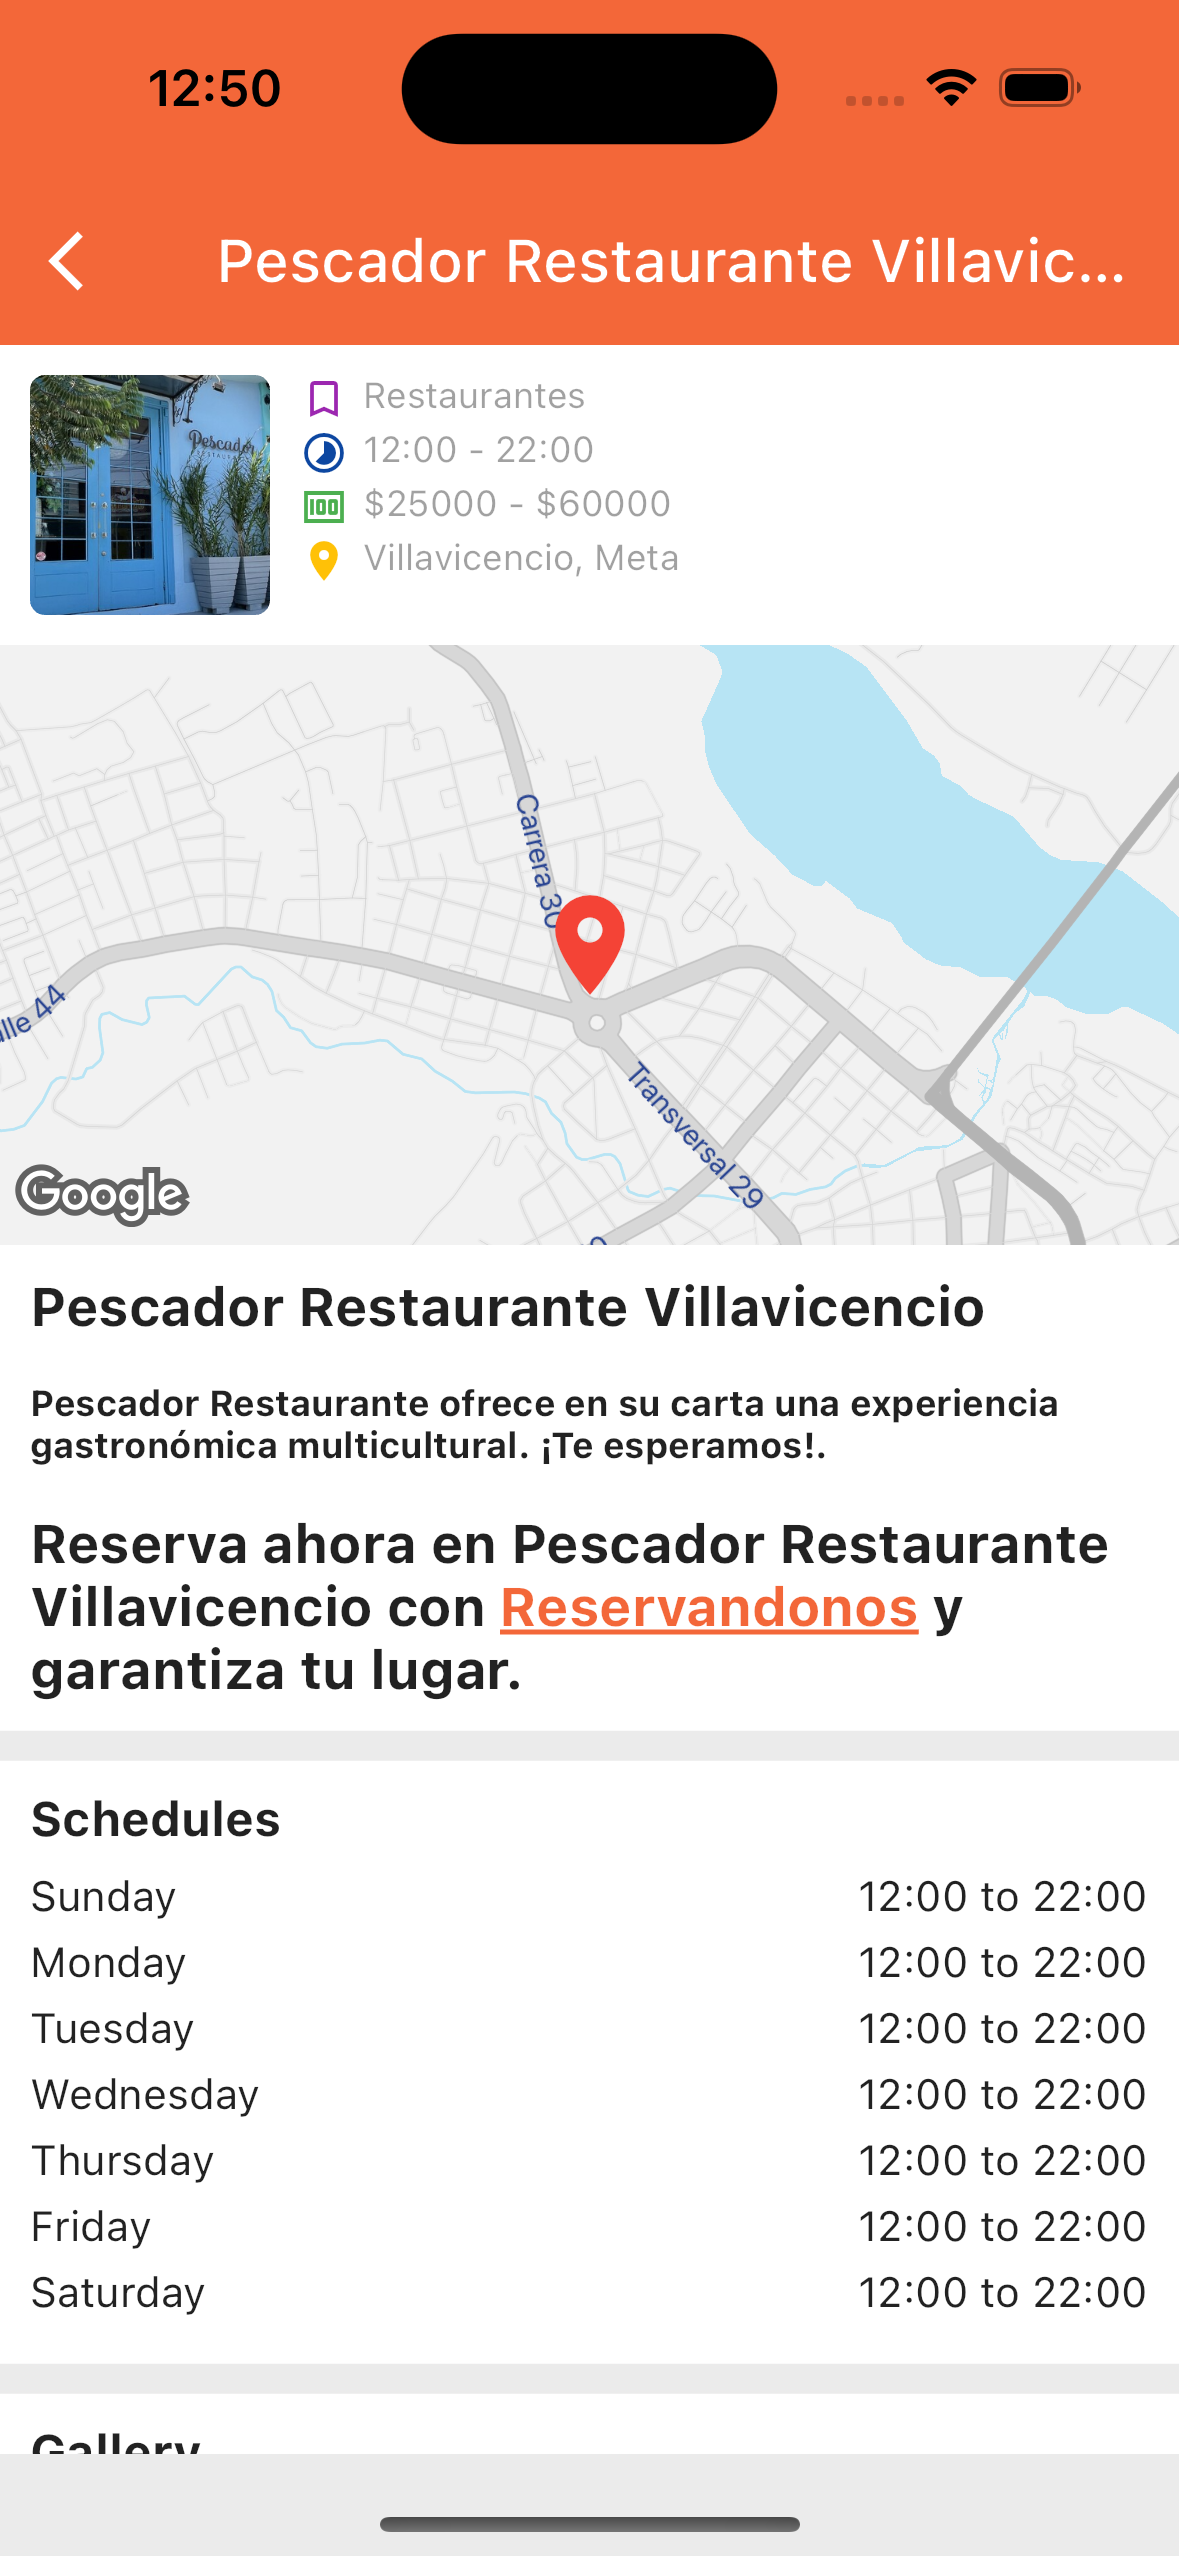 12:50
Pescador Restaurante Villavic...
Pescador
Restaurantes
12:00 - 22:00
100
$25000 - $60000
Villavicencio, Meta
Carrera 30
lle 44
Transversal 29
Google
Pescador Restaurante Villavicencio
Pescador Restaurante ofrece en su carta una experiencia
gastronómica multicultural. ¡Te esperamos!.
Reserva ahora en Pescador Restaurante
Villavicencio con Reservandonos y
garantiza tu lugar.
Schedules
Sunday 12:00 to 22:00
Monday 12:00 to 22:00
Tuesday 12:00 to 22:00
Wednesday 12:00 to 22:00
Thursday 12:00 to 22:00
Friday 12:00 to 22:00
Saturday 12:00 to 22:00
Gallery